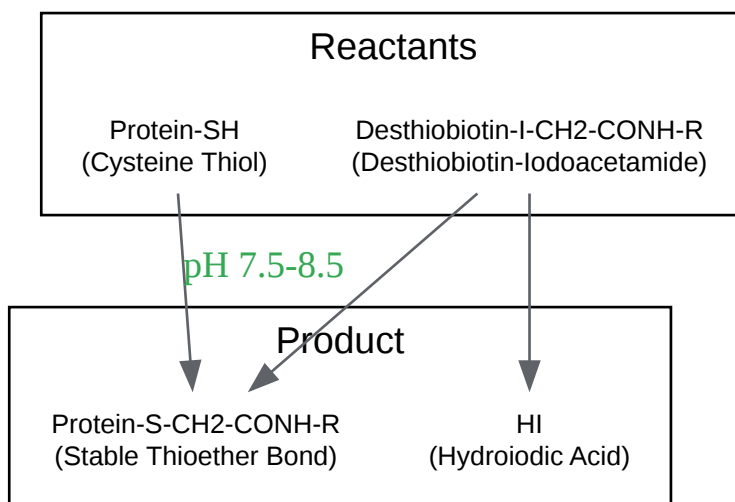 Reactants
Protein-SH
(Cysteine Thiol)
Desthiobiotin-I-CH2-CONH-R
(Desthiobiotin-Iodoacetamide)
pH 7.5-8.5
Product
Protein-S-CH2-CONH-R
(Stable Thioether Bond)
HI
(Hydroiodic Acid)